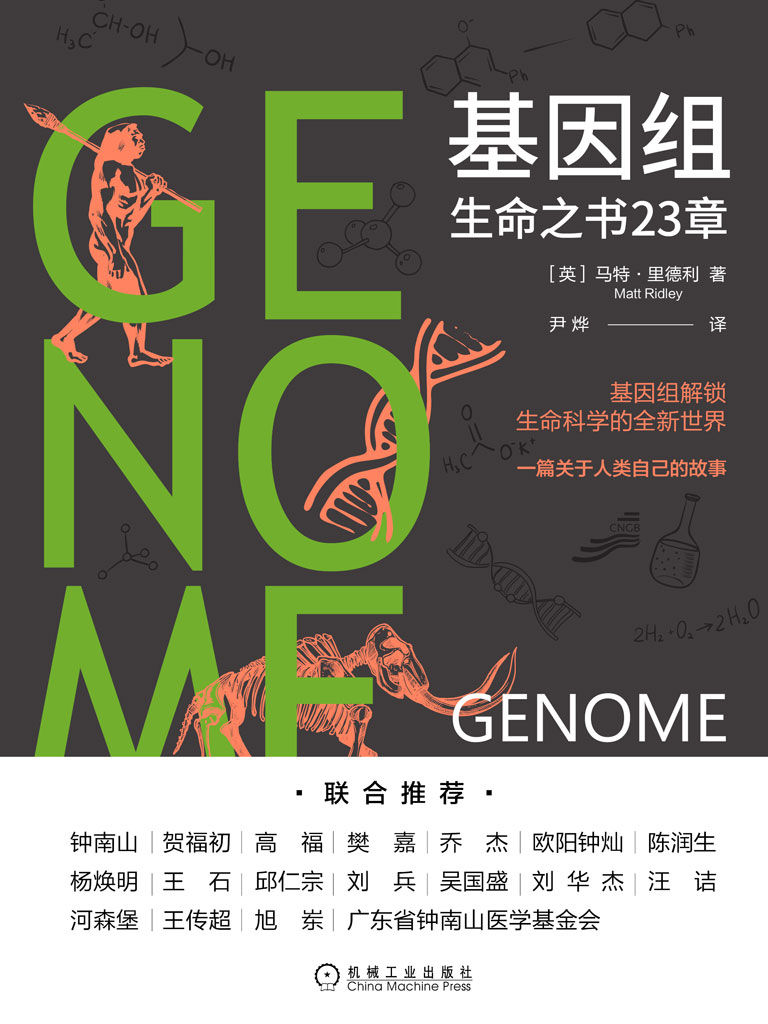 CH-OH
H₃C
OH
O⁻
Ph
Ph
GE
NO
ME
基因组
生命之书23章
[英] 马特·里德利 著
Matt Ridley
尹烨 —— 译
基因组解锁
生命科学的全新世界
一篇关于人类自己的故事
O
H₃C
O⁻K⁺
CNGB
2H₂+O₂→2H₂O
GENOME
· 联合推荐 ·
钟南山|贺福初|高 福|樊 嘉|乔 杰|欧阳钟灿|陈润生
杨焕明|王 石|邱仁宗|刘 兵|吴国盛|刘 华 杰|汪 诘
河森堡|王传超|旭 岽|广东省钟南山医学基金会
机械工业出版社
China Machine Press